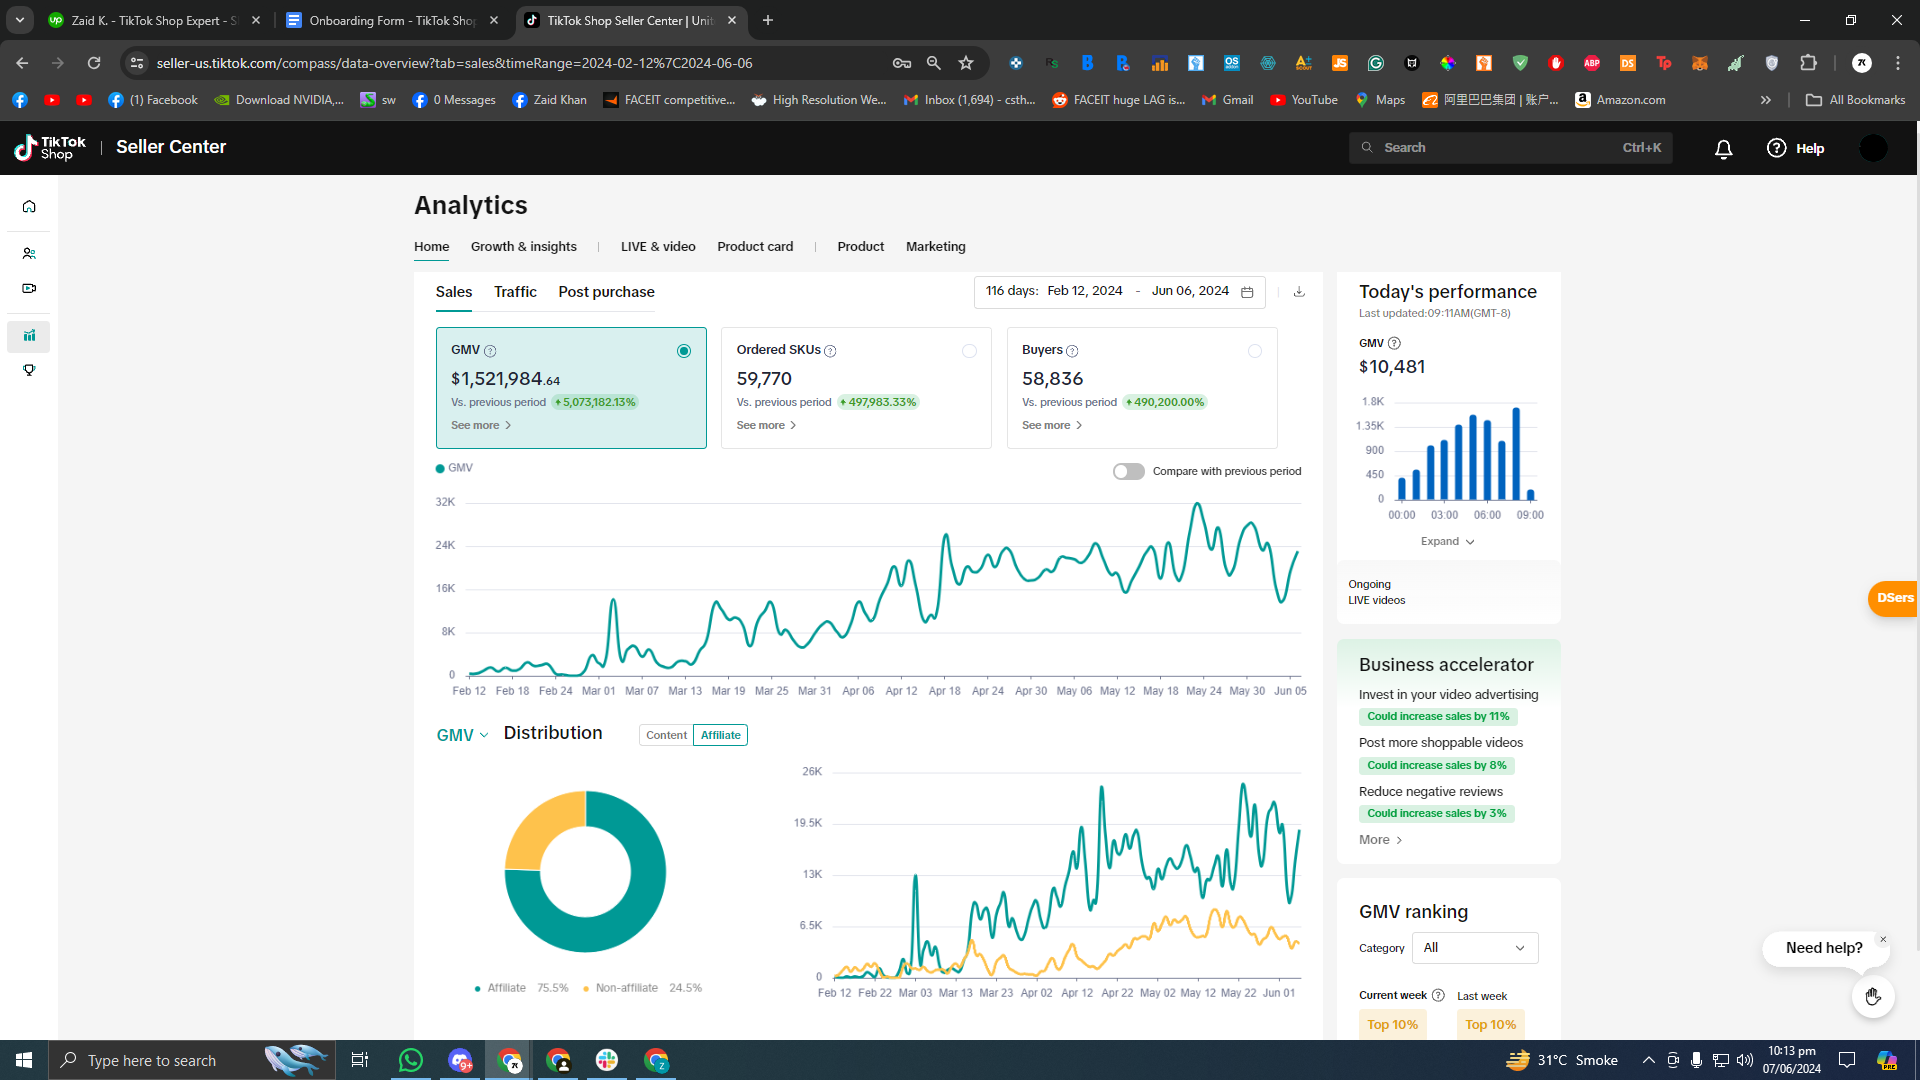 Zaid K. - TikTok Shop Expert - S
Onboarding Form - TikTok Shop
TikTok Shop Seller Center | Unit
seller-us.tiktok.com/compass/data-overview?tab=sales&timeRange=2024-02-12%7C2024-06-06
(1) Facebook
Download NVIDIA,...
sw
0 Messages
Zaid Khan
FACEIT competitive...
High Resolution We...
Inbox (1,694) - csth...
FACEIT huge LAG is...
Gmail
YouTube
Maps
阿里巴巴集团 | 账户...
Amazon.com
All Bookmarks
TikTok Shop
Seller Center
Search
Ctrl+K
Help
Analytics
Home
Growth & insights
LIVE & video
Product card
Product
Marketing
Sales
Traffic
Post purchase
116 days: Feb 12, 2024 - Jun 06, 2024
GMV
$1,521,984.64
Vs. previous period 5,073,182.13%
See more
Ordered SKUs
59,770
Vs. previous period 497,983.33%
See more
Buyers
58,836
Vs. previous period 490,200.00%
See more
GMV
Compare with previous period
32K
24K
16K
8K
0
Feb 12 Feb 18 Feb 24 Mar 01 Mar 07 Mar 13 Mar 19 Mar 25 Mar 31 Apr 06 Apr 12 Apr 18 Apr 24 Apr 30 May 06 May 12 May 18 May 24 May 30 Jun 05
GMV Distribution
Content
Affiliate
Affiliate 75.5%
Non-affiliate 24.5%
26K
19.5K
13K
6.5K
0
Feb 12 Feb 22 Mar 03 Mar 13 Mar 23 Apr 02 Apr 12 Apr 22 May 02 May 12 May 22 Jun 01
Today's performance
Last updated:09:11AM(GMT-8)
GMV
$10,481
1.8K
1.35K
900
450
0
00:00 03:00 06:00 09:00
Expand
Ongoing
LIVE videos
Business accelerator
Invest in your video advertising
Could increase sales by 11%
Post more shoppable videos
Could increase sales by 8%
Reduce negative reviews
Could increase sales by 3%
More
GMV ranking
Category All
Current week Last week
Top 10% Top 10%
DSers
Need help?
Type here to search
31°C Smoke
10:13 pm
07/06/2024